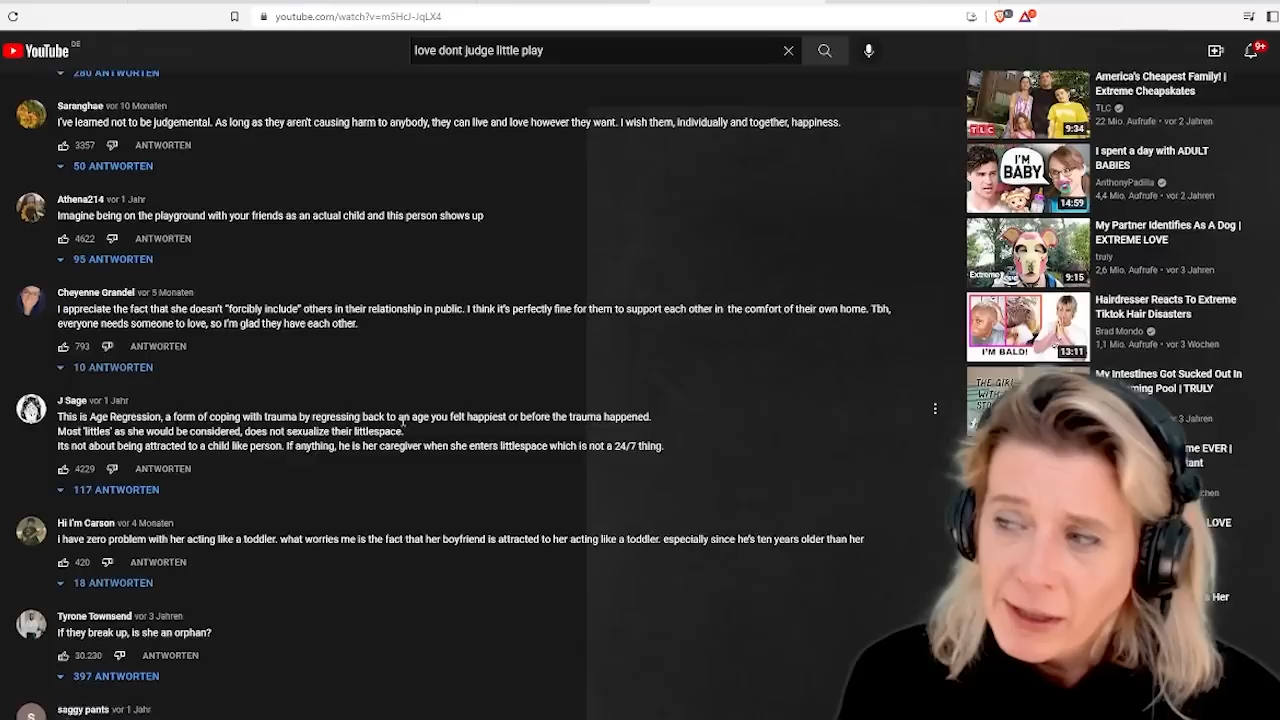 youtube.com/watch?v=mSHcJ-JqLX4
YouTube DE
love dont judge little play
9+
280 ANTWORTEN
Saranghae vor 10 Monaten
I've learned not to be judgemental. As long as they aren't causing harm to anybody, they can live and love however they want. I wish them, individually and together, happiness.
3357 ANTWORTEN
50 ANTWORTEN
Athena214 vor 1 Jahr
Imagine being on the playground with your friends as an actual child and this person shows up
4622 ANTWORTEN
95 ANTWORTEN
Cheyenne Grandel vor 5 Monaten
I appreciate the fact that she doesn't "forcibly include" others in their relationship in public. I think it's perfectly fine for them to support each other in the comfort of their own home. Tbh,
everyone needs someone to love, so I'm glad they have each other.
793 ANTWORTEN
10 ANTWORTEN
J Sage vor 1 Jahr
This is Age Regression, a form of coping with trauma by regressing back to an age you felt happiest or before the trauma happened.
Most 'littles' as she would be considered, does not sexualize their littlespace.
Its not about being attracted to a child like person. If anything, he is her caregiver when she enters littlespace which is not a 24/7 thing.
4229 ANTWORTEN
117 ANTWORTEN
Hi I'm Carson vor 4 Monaten
i have zero problem with her acting like a toddler. what worries me is the fact that her boyfriend is attracted to her acting like a toddler. especially since he's ten years older than her
420 ANTWORTEN
18 ANTWORTEN
Tyrone Townsend vor 3 Jahren
If they break up, is she an orphan?
30.230 ANTWORTEN
397 ANTWORTEN
saggy pants vor 1 Jahr
S
TLC
9:34
America's Cheapest Family! |
Extreme Cheapskates
TLC
22 Mio. Aufrufe • vor 2 Jahren
I'M
BABY
14:59
I spent a day with ADULT
BABIES
AnthonyPadilla
4,4 Mio. Aufrufe • vor 2 Jahren
Extreme Love
9:15
My Partner Identifies As A Dog |
EXTREME LOVE
truly
2,6 Mio. Aufrufe • vor 3 Jahren
I'M BALD!
13:11
Hairdresser Reacts To Extreme
Tiktok Hair Disasters
Brad Mondo
1,1 Mio. Aufrufe • vor 3 Wochen
THE GIRL
My Intestines Got Sucked Out In
ming Pool | TRULY
3 Jahren
me EVER |
tant
chen
LOVE
Her